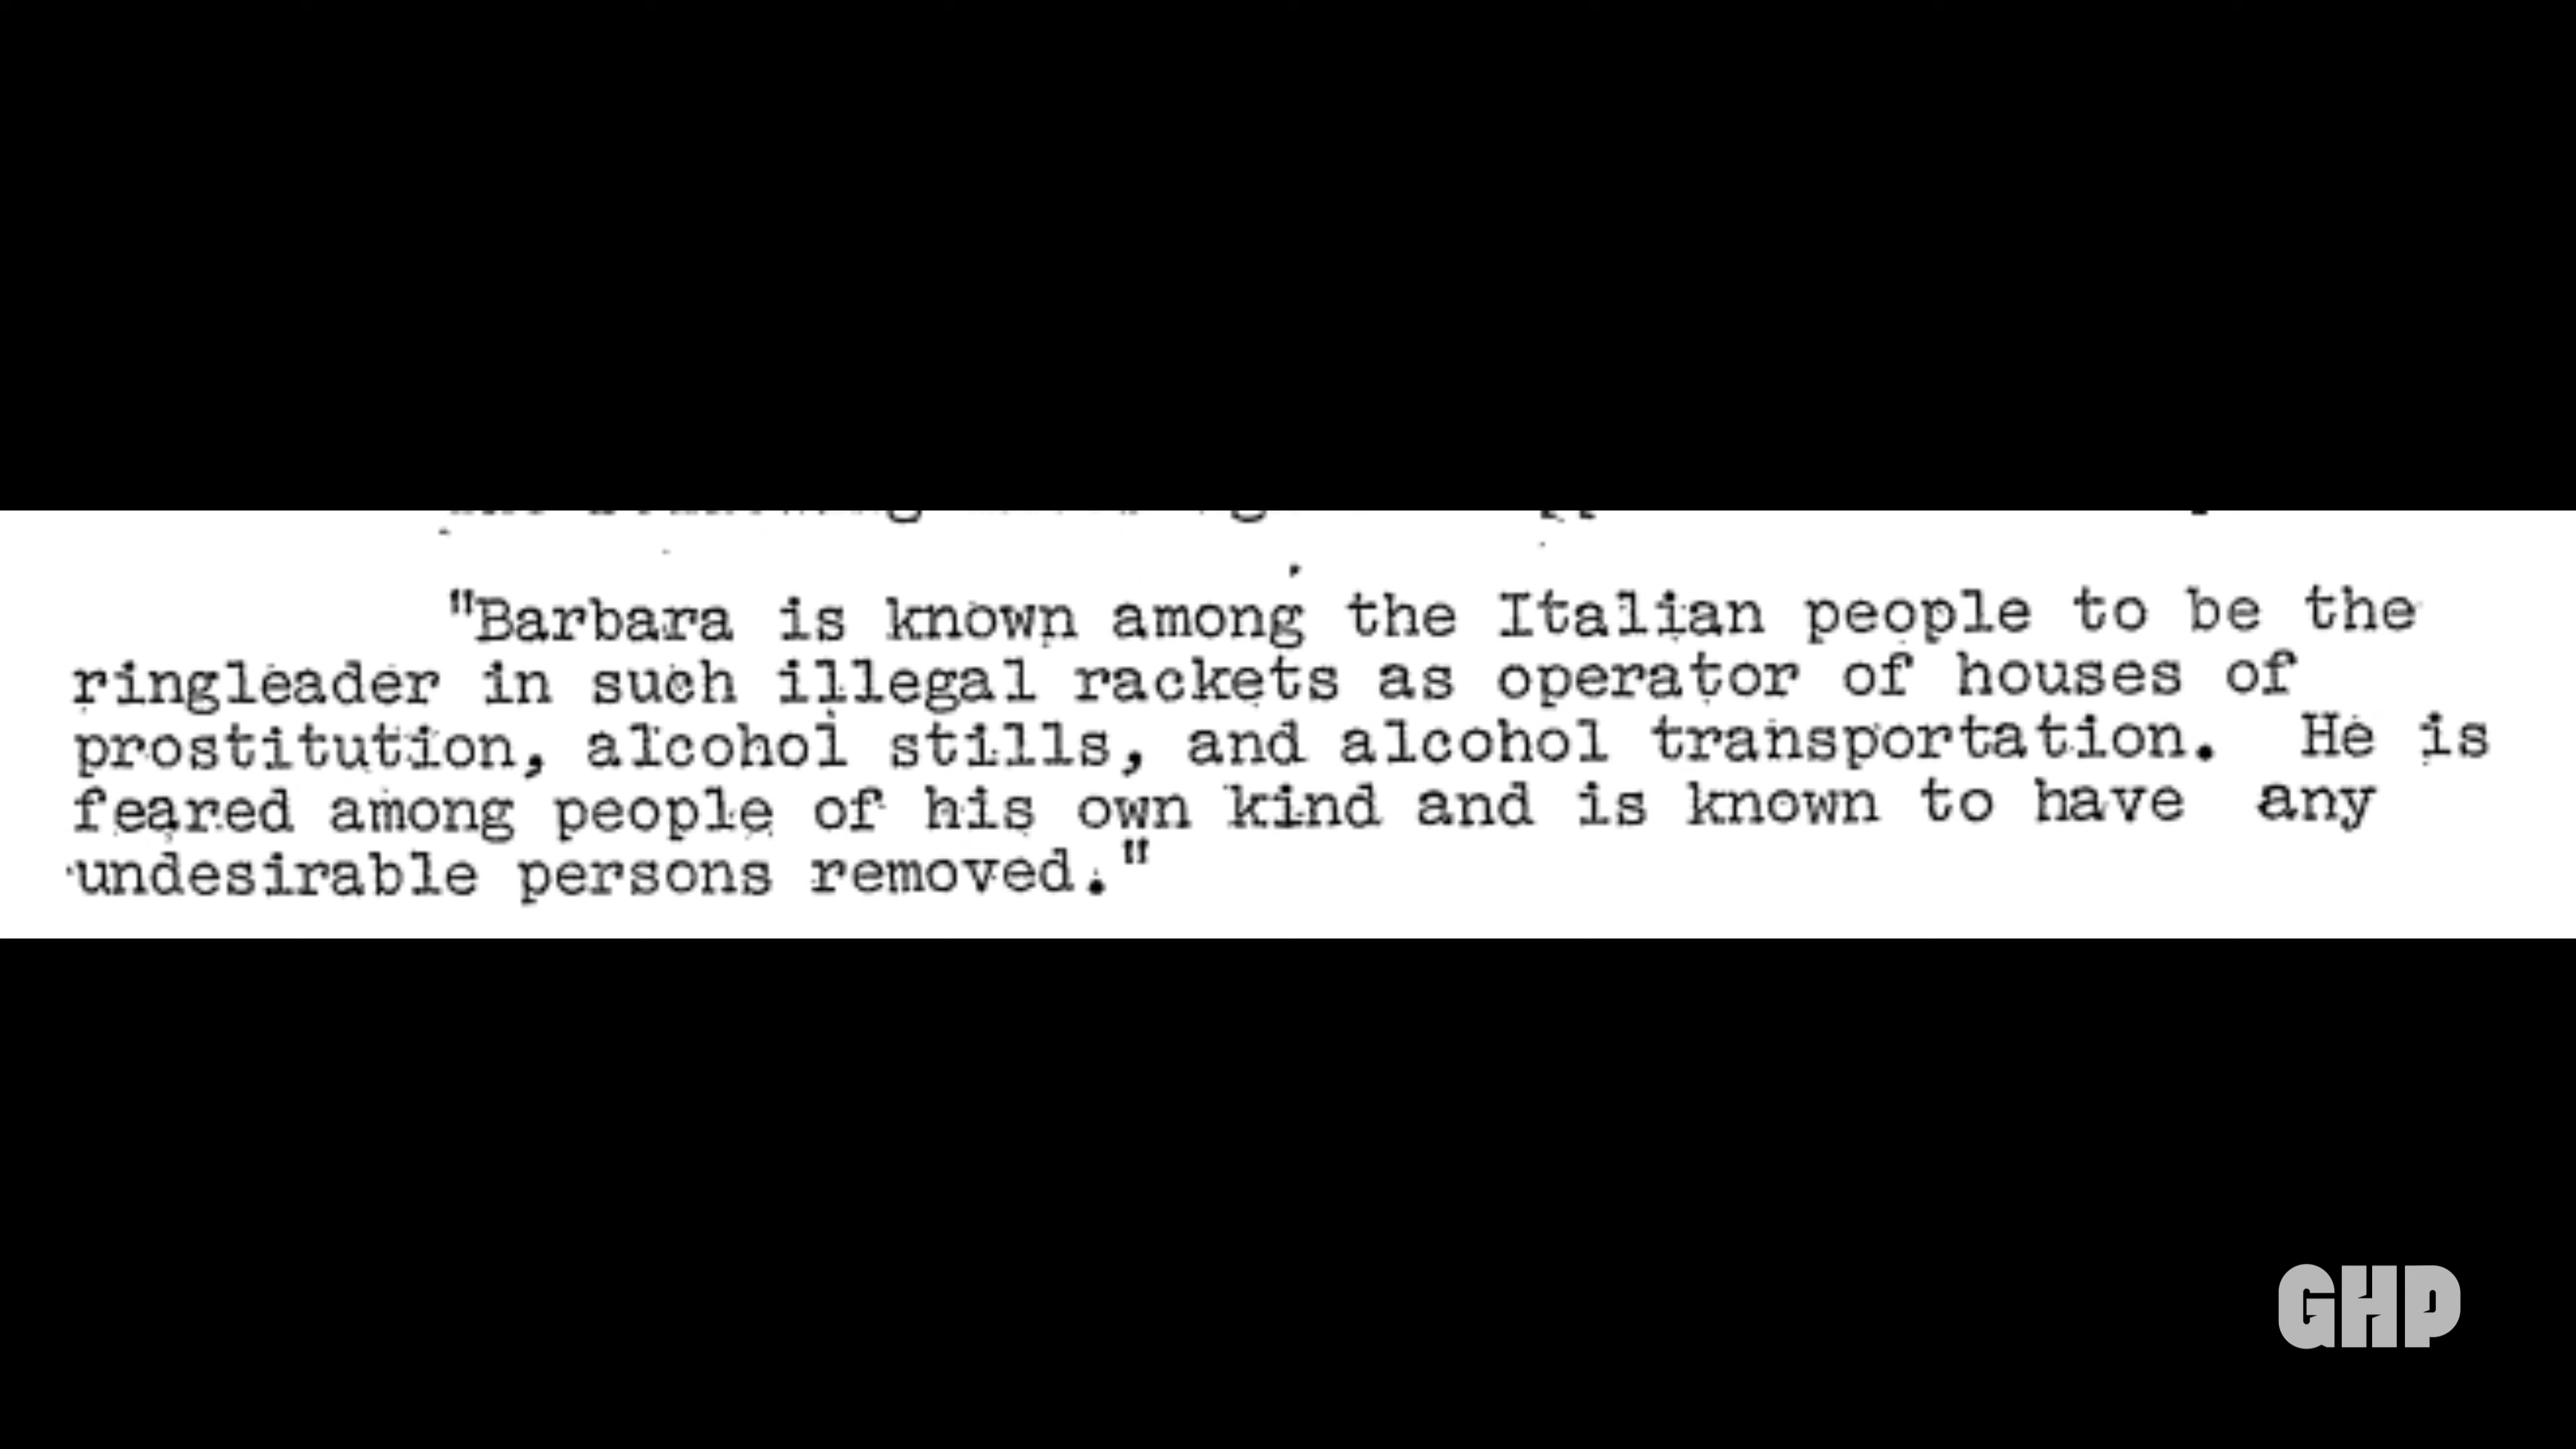 "Barbara is known among the Italian people to be the
ringleader in such illegal rackets as operator of houses of
prostitution, alcohol stills, and alcohol transportation.  He is
feared among people of his own kind and is known to have  any
undesirable persons removed."
GHP